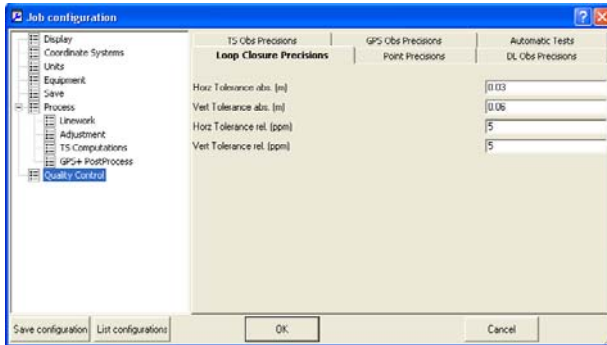 Job configuration
Display
Coordinate Systems
Units
Equipment
Save
Process
Linework
Adjustment
TS Computations
GPS+ PostProcess
Quality Control
TS Obs Precisions
GPS Obs Precisions
Automatic Tests
Loop Closure Precisions
Point Precisions
DL Obs Precisions
Horz Tolerance abs. (m)
0.03
Vert Tolerance abs. (m)
0.06
Horz Tolerance rel. (ppm)
5
Vert Tolerance rel. (ppm)
5
Save configuration
List configurations
OK
Cancel